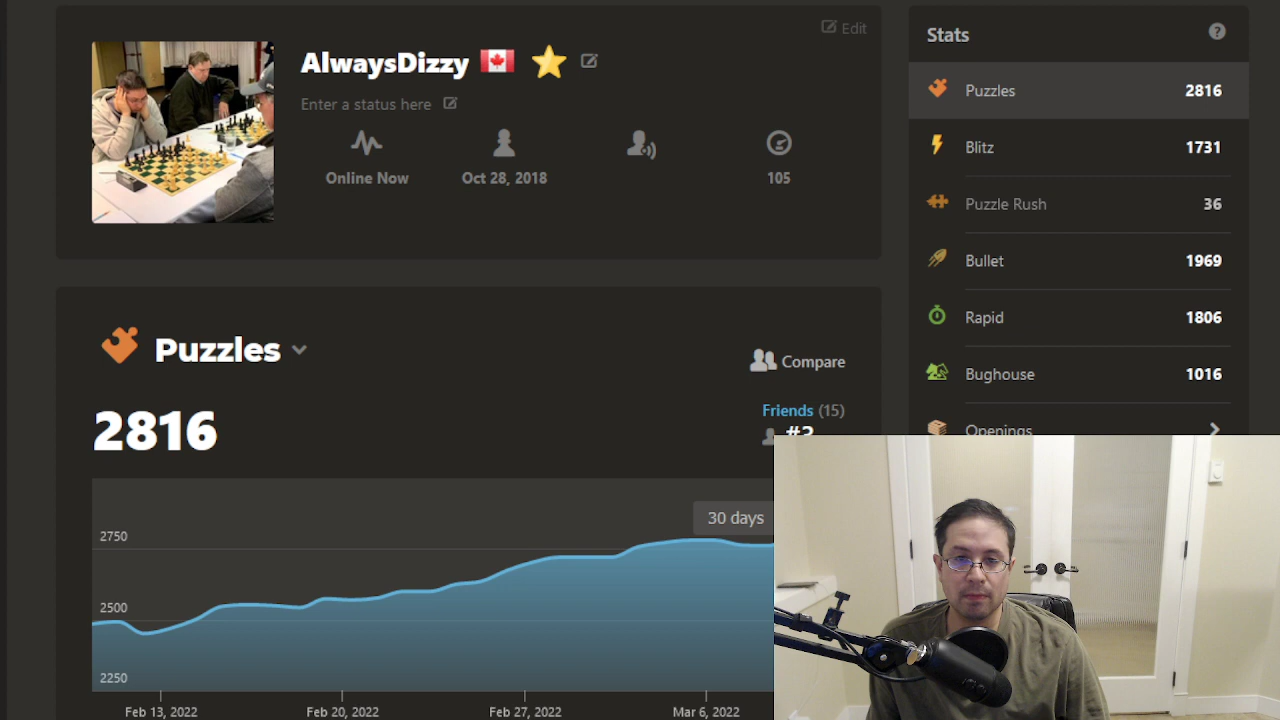 Edit
AlwaysDizzy
Enter a status here
Online Now
Oct 28, 2018
105
Puzzles
Compare
2816
Friends (15)
30 days
2750
2500
2250
Feb 13, 2022
Feb 20, 2022
Feb 27, 2022
Mar 6, 2022
Stats
?
Puzzles 2816
Blitz 1731
Puzzle Rush 36
Bullet 1969
Rapid 1806
Bughouse 1016
Openings